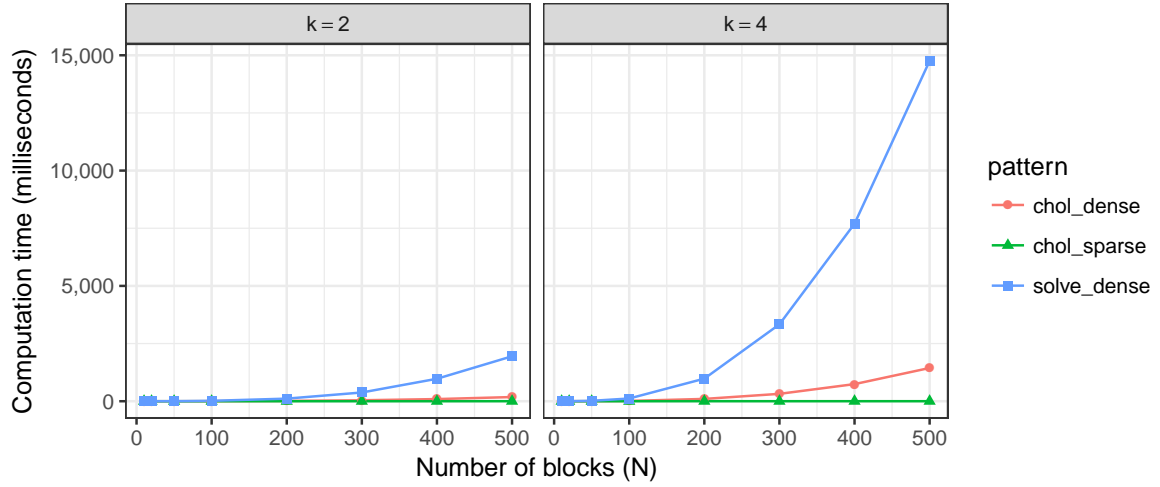 k = 2
k = 4
Computation time (milliseconds)
15,000
10,000
5,000
0
0 100 200 300 400 500
0 100 200 300 400 500
Number of blocks (N)
pattern
chol_dense
chol_sparse
solve_dense